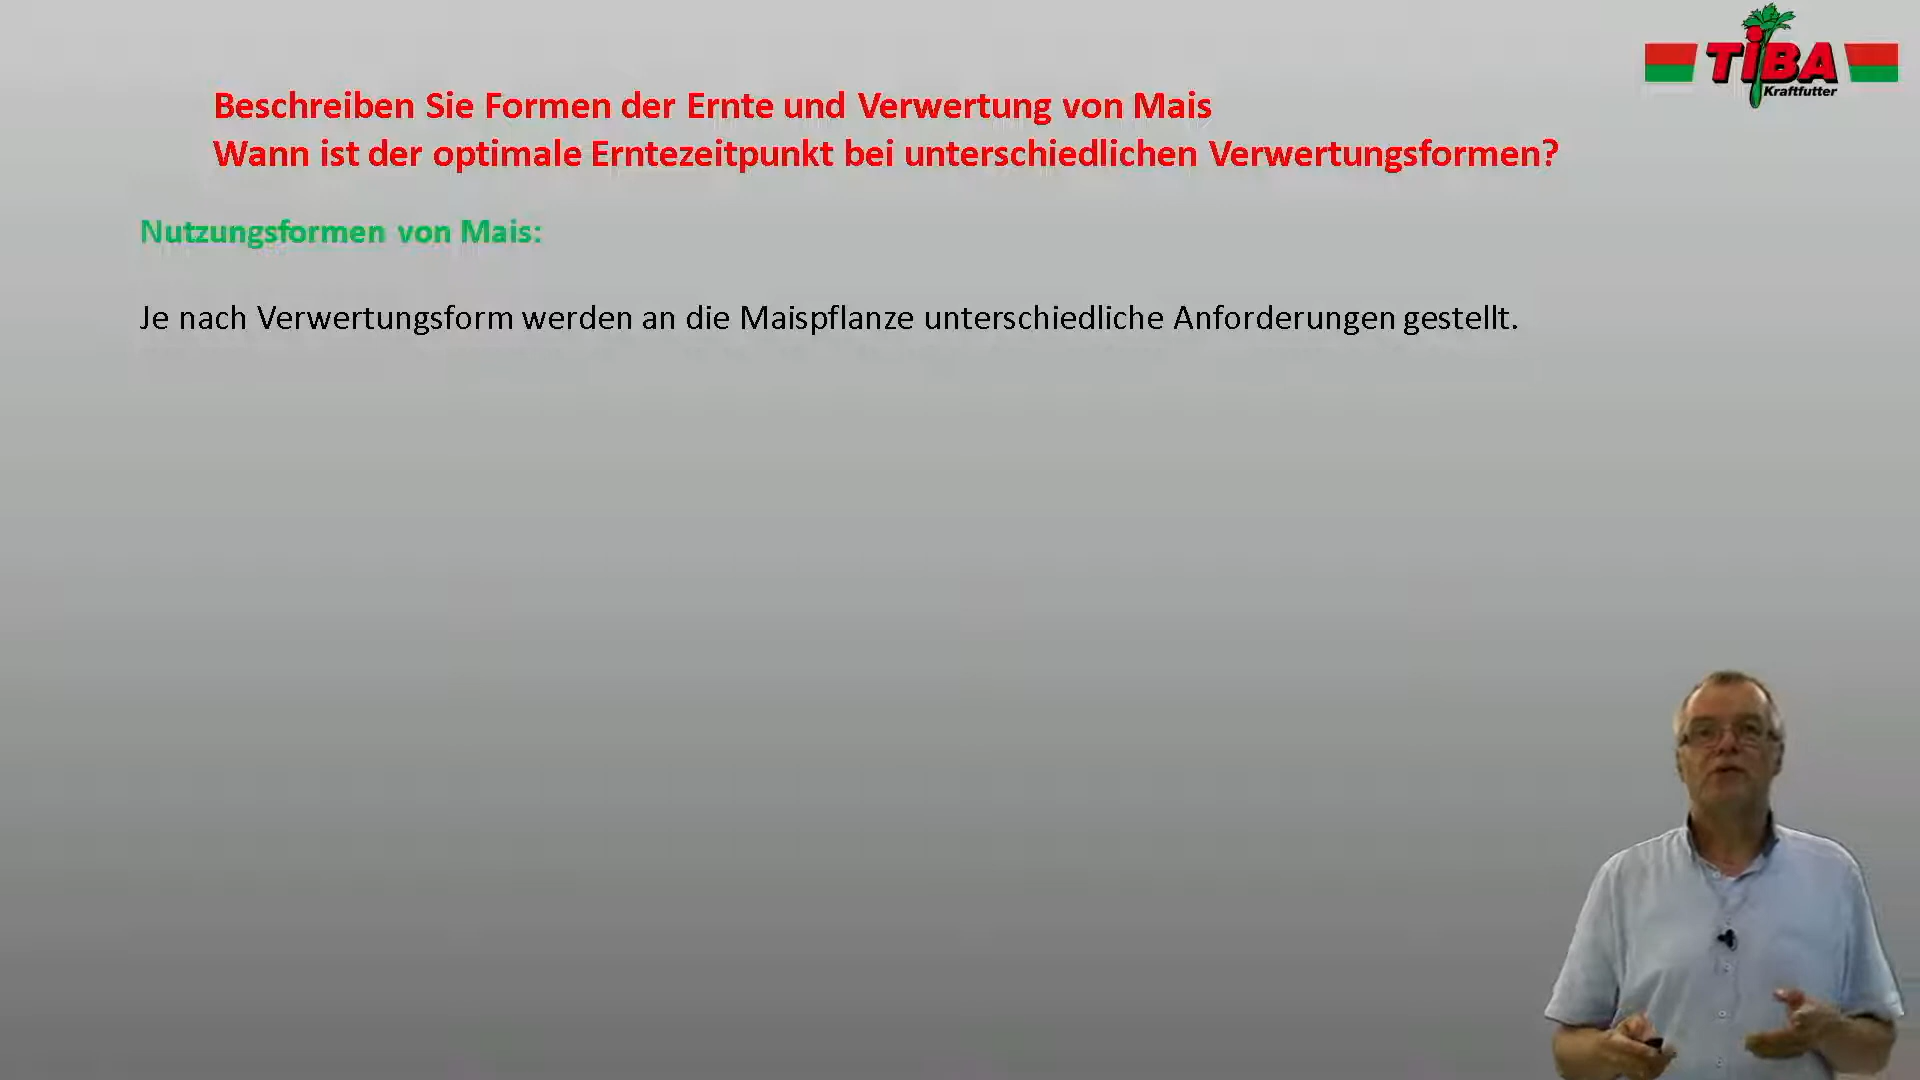 TiBA
Kraftfutter
Beschreiben Sie Formen der Ernte und Verwertung von Mais
Wann ist der optimale Erntezeitpunkt bei unterschiedlichen Verwertungsformen?
Nutzungsformen von Mais:
Je nach Verwertungsform werden an die Maispflanze unterschiedliche Anforderungen gestellt.